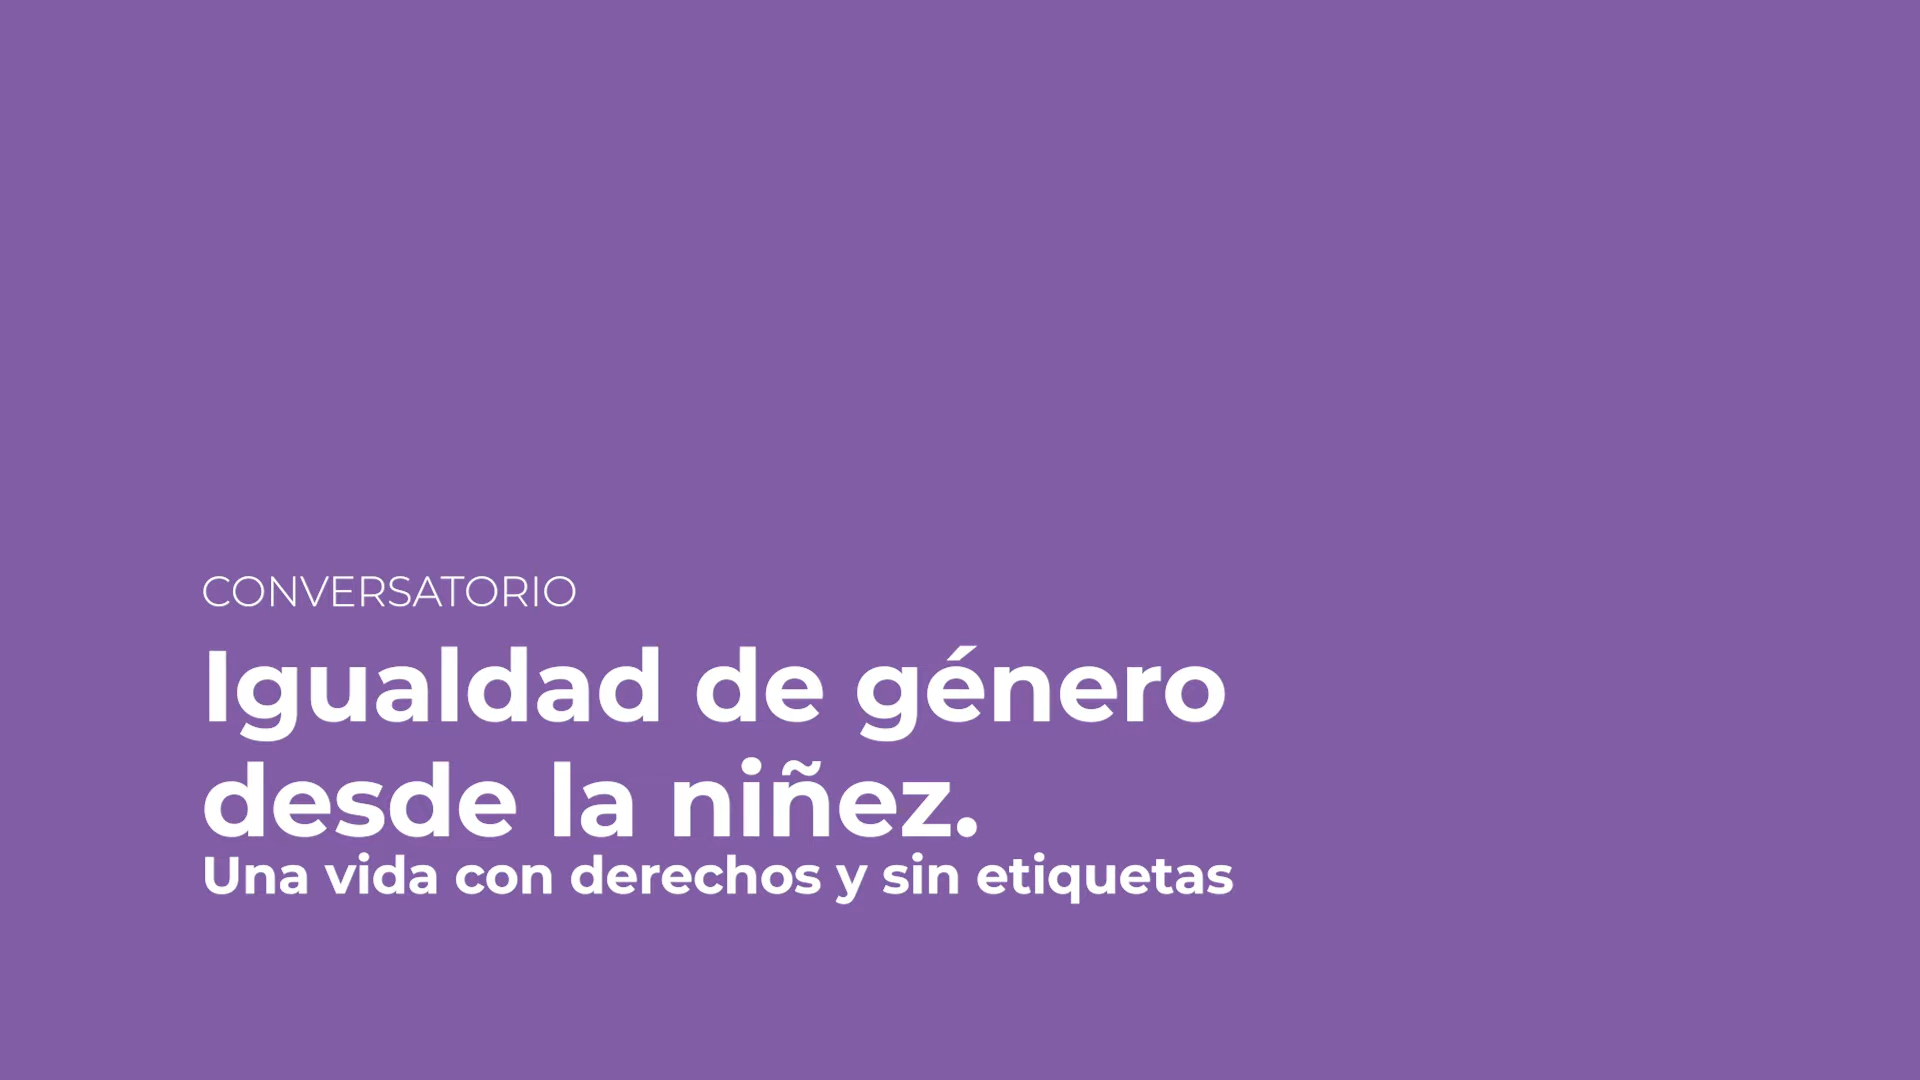 CONVERSATORIO
Igualdad de género
desde la niñez.
Una vida con derechos y sin etiquetas